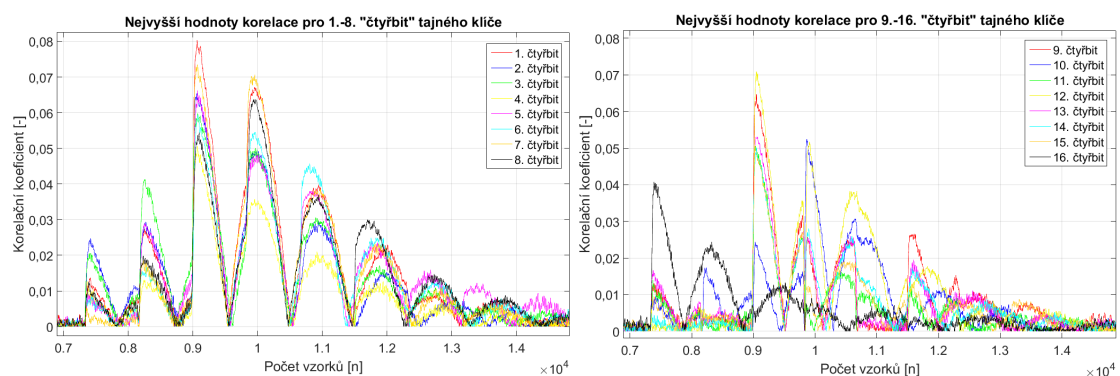 Nejvyšší hodnoty korelace pro 1.-8. "čtyřbit" tajného klíče
Korelační koeficient [-]
0,08
0,07
0,06
0,05
0,04
0,03
0,02
0,01
0
1. čtyřbit
2. čtyřbit
3. čtyřbit
4. čtyřbit
5. čtyřbit
6. čtyřbit
7. čtyřbit
8. čtyřbit
0.7 0.8 0.9 1.0 1.1 1.2 1.3 1.4
Počet vzorků [n]
×10⁴
Nejvyšší hodnoty korelace pro 9.-16. "čtyřbit" tajného klíče
Korelační koeficient [-]
0,08
0,07
0,06
0,05
0,04
0,03
0,02
0,01
0
9. čtyřbit
10. čtyřbit
11. čtyřbit
12. čtyřbit
13. čtyřbit
14. čtyřbit
15. čtyřbit
16. čtyřbit
0.7 0.8 0.9 1.0 1.1 1.2 1.3 1.4
Počet vzorků [n]
×10⁴